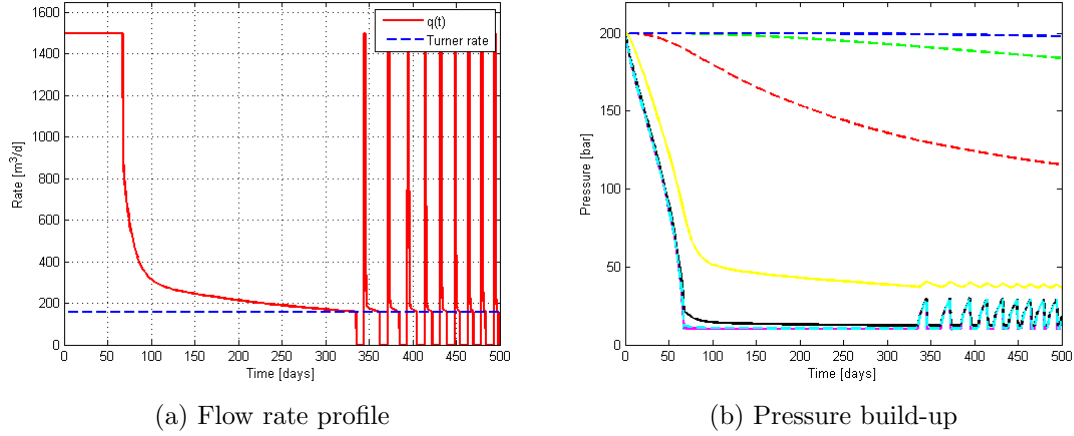 1600
1400
1200
1000
800
600
400
200
0
Rate [m³/d]
0 50 100 150 200 250 300 350 400 450 500
Time [days]
q(t)
Turner rate
(a) Flow rate profile
200
150
100
50
0
Pressure [bar]
0 50 100 150 200 250 300 350 400 450 500
Time [days]
(b) Pressure build-up